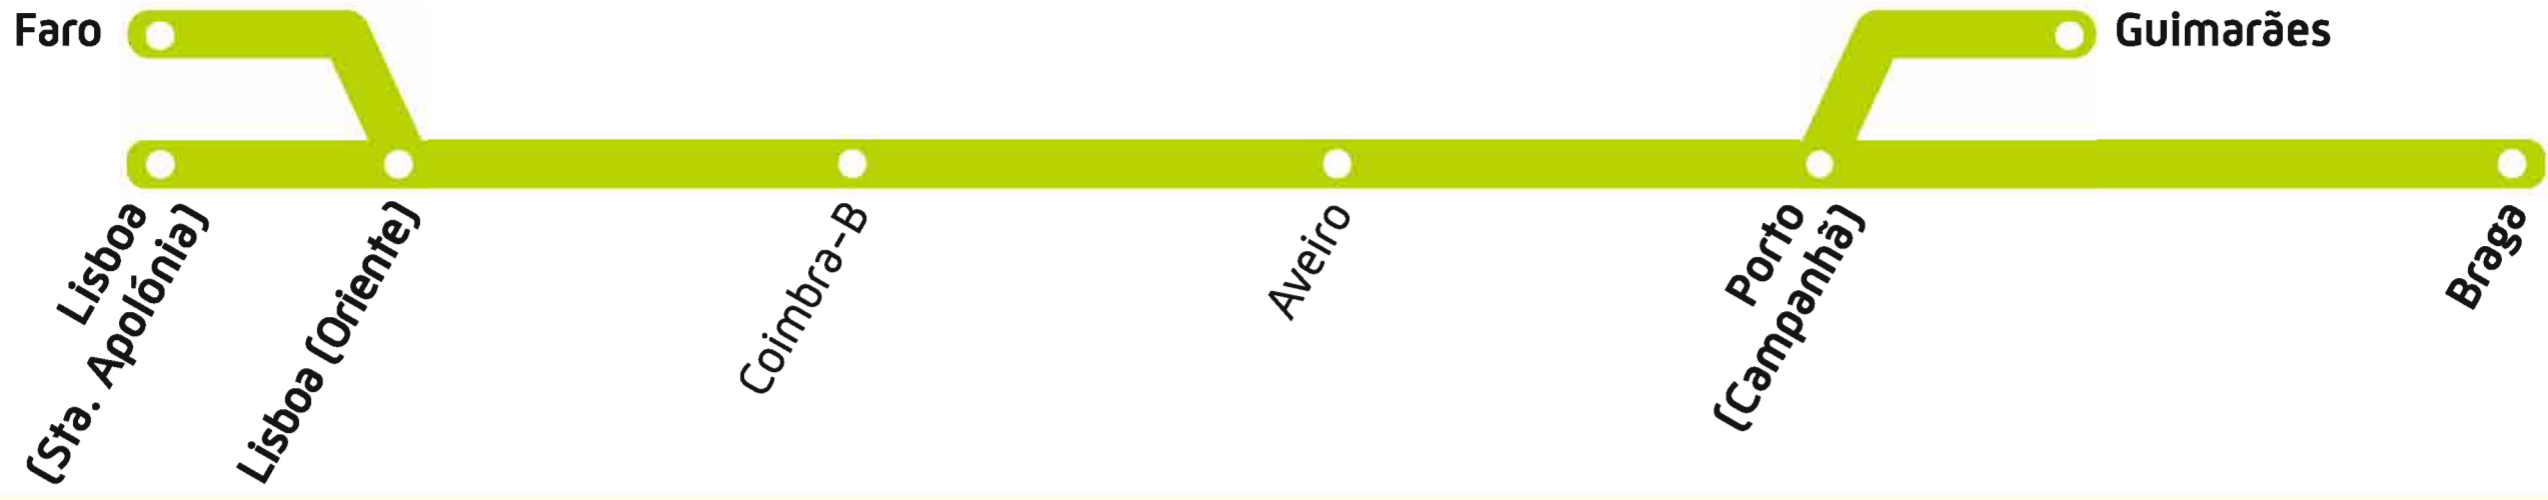 Faro
Guimarães
Lisboa
(Sta. Apolónia)
Lisboa (Oriente)
Coimbra-B
Aveiro
Porto
(Campanhã)
Braga